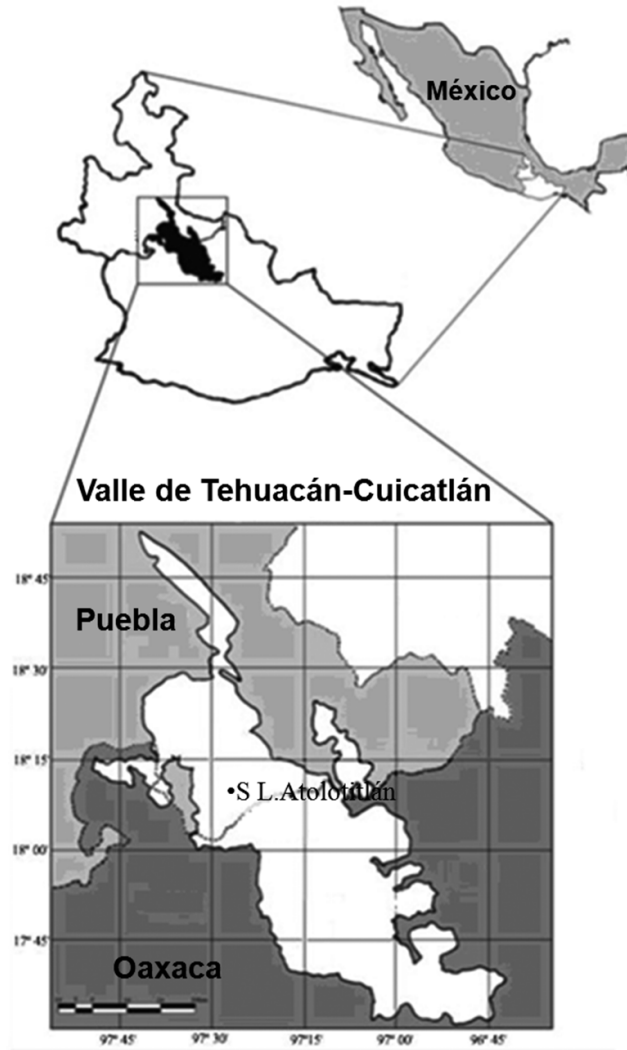 México
Valle de Tehuacán-Cuicatlán
18° 45'
Puebla
18° 30'
18° 15'
•S L.Atolotitlán
18° 00'
17° 45'
Oaxaca
97° 45' 97° 30' 97° 15' 97° 00' 96° 45'